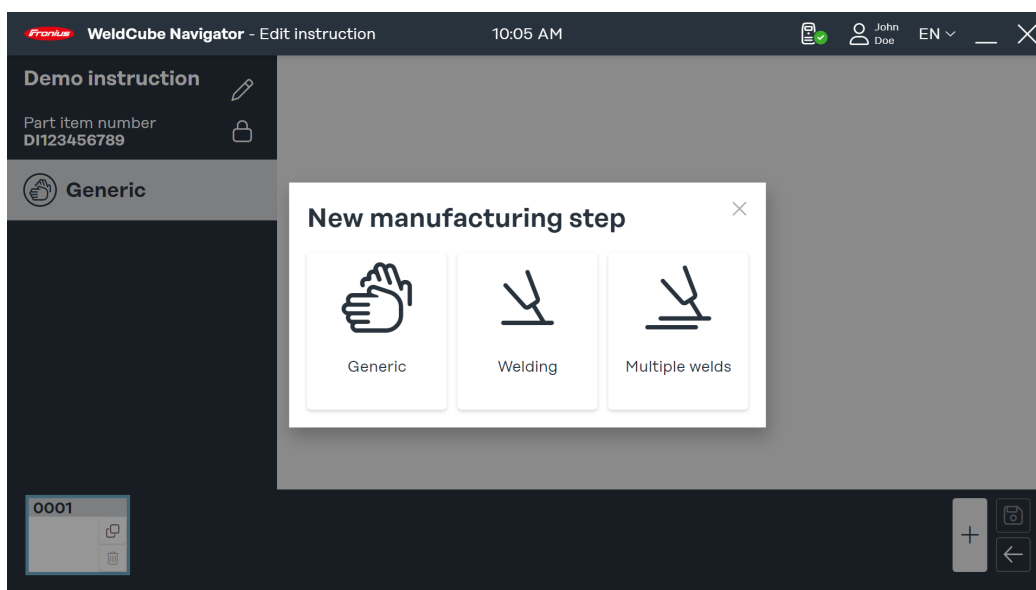 Fronius WeldCube Navigator - Edit instruction 10:05 AM John Doe EN
Demo instruction
Part item number
DI123456789
Generic
New manufacturing step
Generic Welding Multiple welds
0001